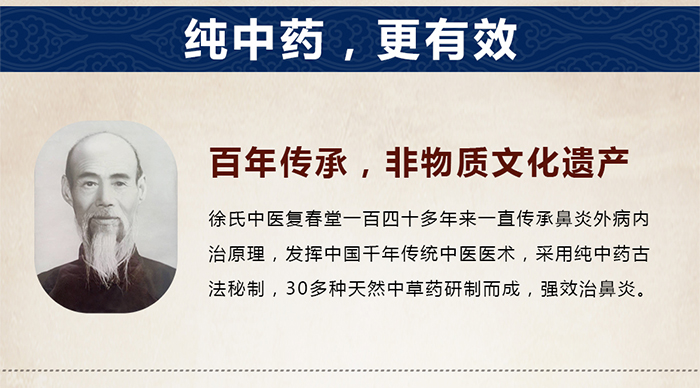 纯中药，更有效
百年传承，非物质文化遗产
徐氏中医复春堂一百四十多年来一直传承鼻炎外病内
治原理，发挥中国千年传统中医医术，采用纯中药古
法秘制，30多种天然中草药研制而成，强效治鼻炎。